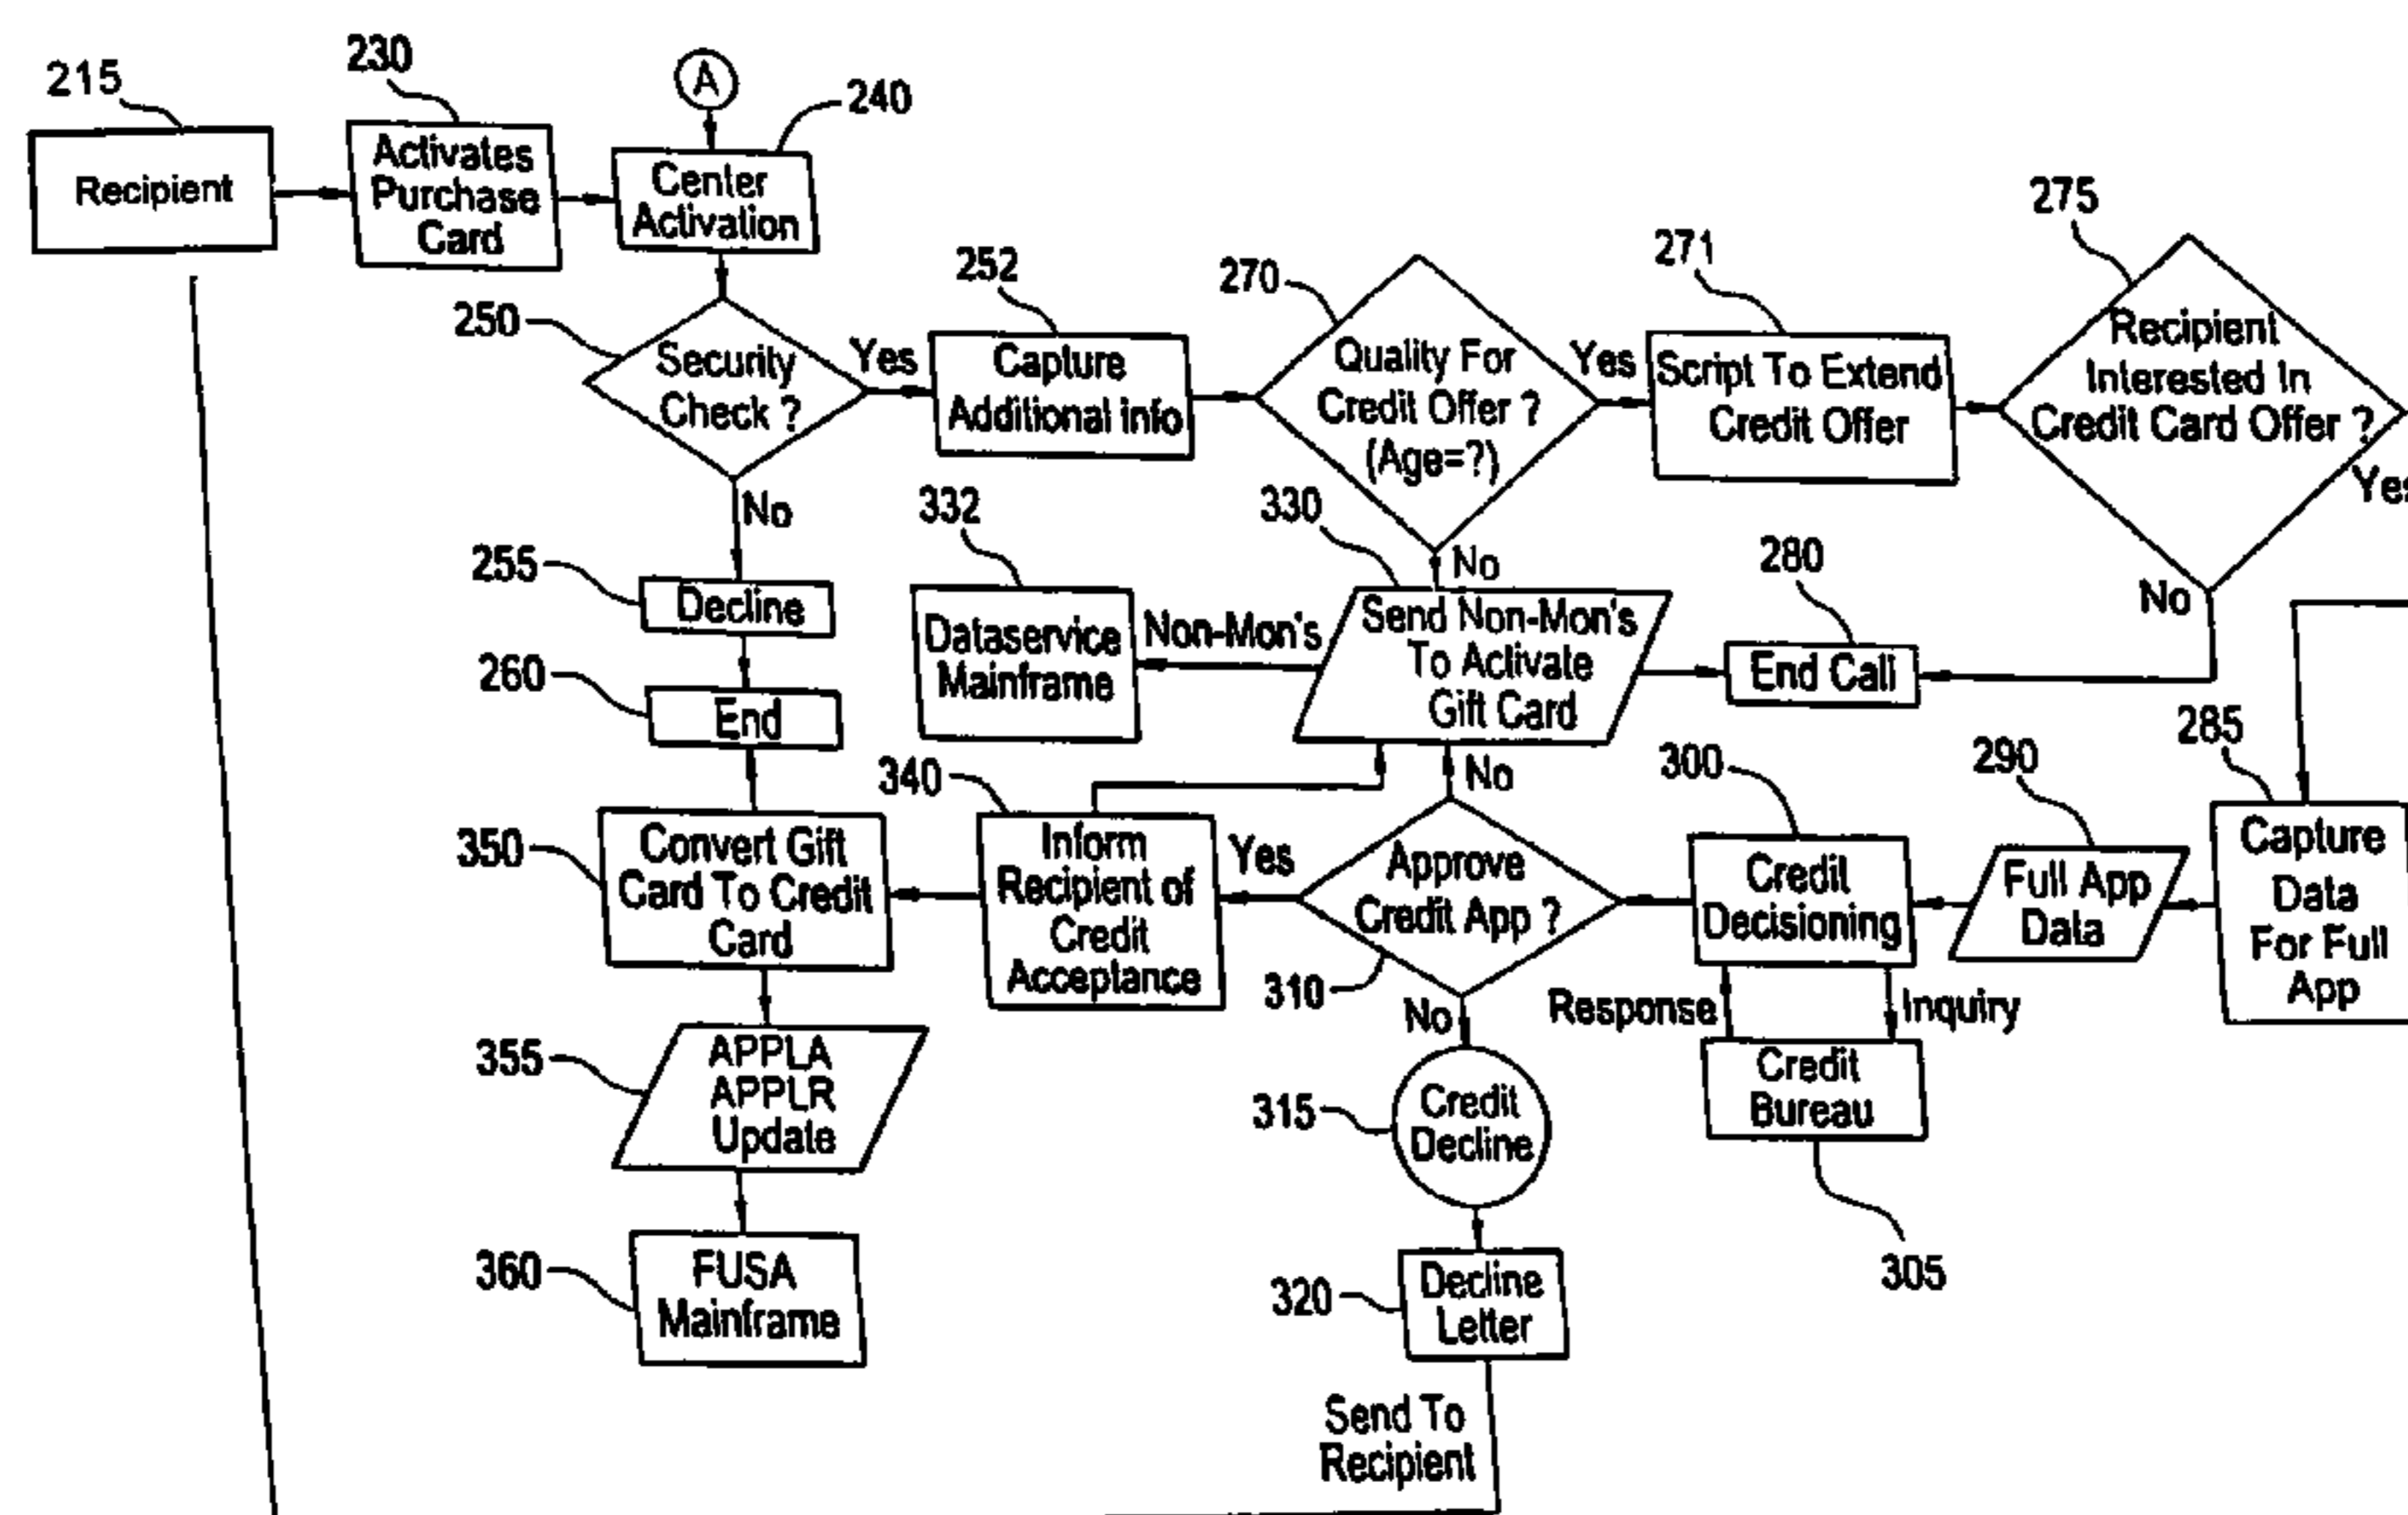 215
Recipient
230
Activates
Purchase
Card
A
240
Center
Activation
250
Security
Check ?
Yes
No
252
Capture
Additional info
270
Quality For
Credit Offer ?
(Age=?)
Yes
No
271
Script To Extend
Credit Offer
275
Recipient
Interested In
Credit Card Offer ?
Yes
No
255
Decline
260
End
332
Dataservice
Mainframe
Non-Mon's
330
Send Non-Mon's
To Activate
Gift Card
280
End Call
285
Capture
Data
For Full
App
290
Full App
Data
300
Credit
Decisioning
Response
Inquiry
Credit
Bureau
305
310
Approve
Credit App ?
No
Yes
No
340
Inform
Recipient of
Credit
Acceptance
350
Convert Gift
Card To Credit
Card
355
APPLA
APPLR
Update
360
FUSA
Mainframe
315
Credit
Decline
320
Decline
Letter
Send To
Recipient